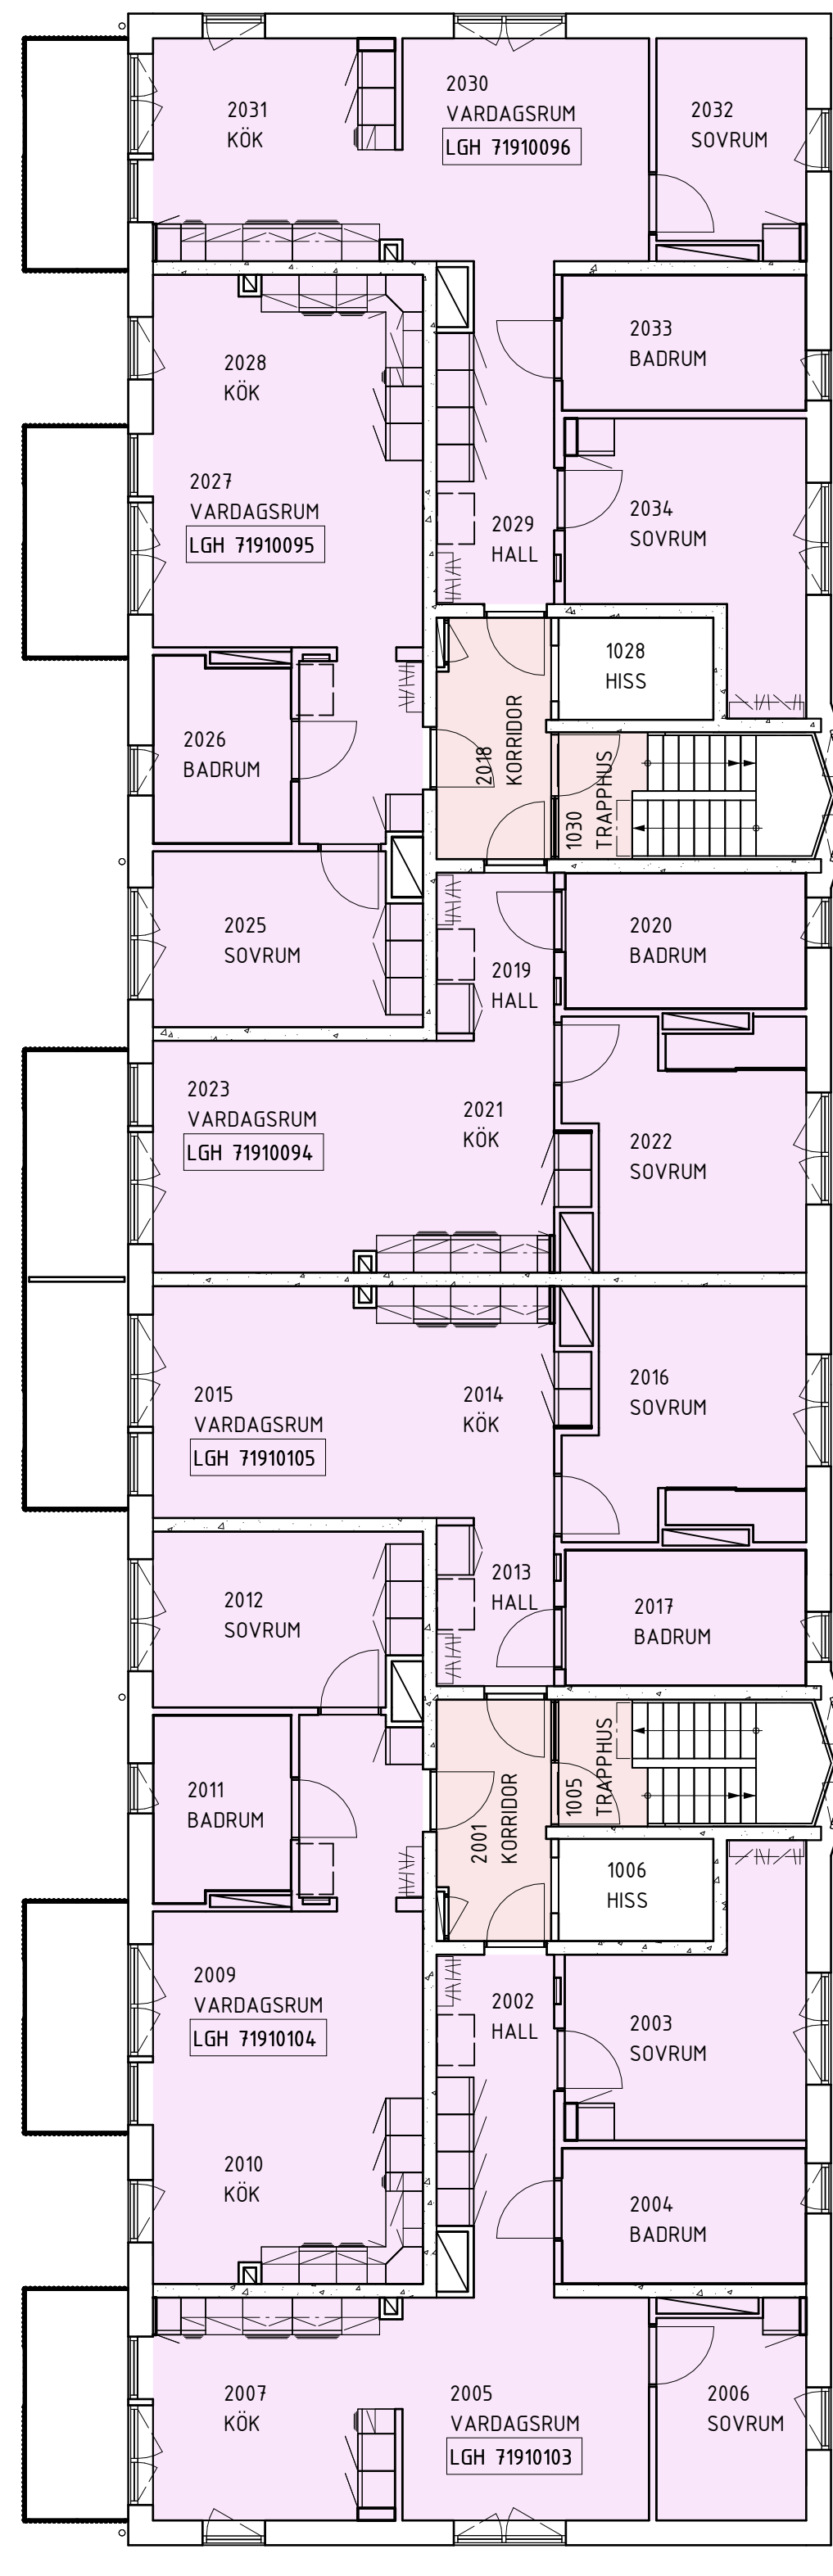 2031
KÖK
2030
VARDAGSRUM
LGH 71910096
2032
SOVRUM
2033
BADRUM
2028
KÖK
2027
VARDAGSRUM
LGH 71910095
2029
HALL
2034
SOVRUM
1028
HISS
2026
BADRUM
2018
KORRIDOR
1030
TRAPPHUS
2025
SOVRUM
2019
HALL
2020
BADRUM
2023
VARDAGSRUM
LGH 71910094
2021
KÖK
2022
SOVRUM
2015
VARDAGSRUM
LGH 71910105
2014
KÖK
2016
SOVRUM
2012
SOVRUM
2013
HALL
2017
BADRUM
2011
BADRUM
2001
KORRIDOR
1005
TRAPPHUS
1006
HISS
2009
VARDAGSRUM
LGH 71910104
2002
HALL
2003
SOVRUM
2010
KÖK
2004
BADRUM
2007
KÖK
2005
VARDAGSRUM
LGH 71910103
2006
SOVRUM